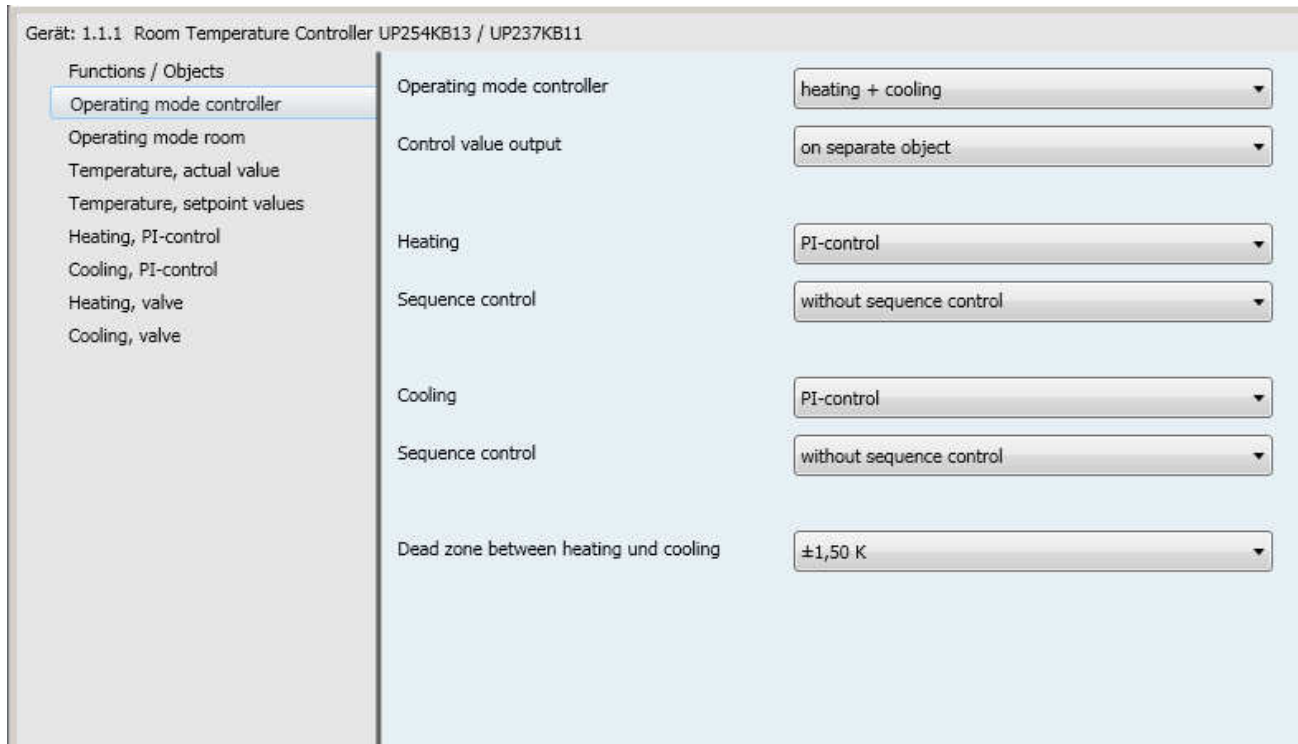 Gerät: 1.1.1 Room Temperature Controller UP254KB13 / UP237KB11
Functions / Objects
Operating mode controller
Operating mode room
Temperature, actual value
Temperature, setpoint values
Heating, PI-control
Cooling, PI-control
Heating, valve
Cooling, valve
Operating mode controller heating + cooling
Control value output on separate object
Heating PI-control
Sequence control without sequence control
Cooling PI-control
Sequence control without sequence control
Dead zone between heating und cooling ±1,50 K